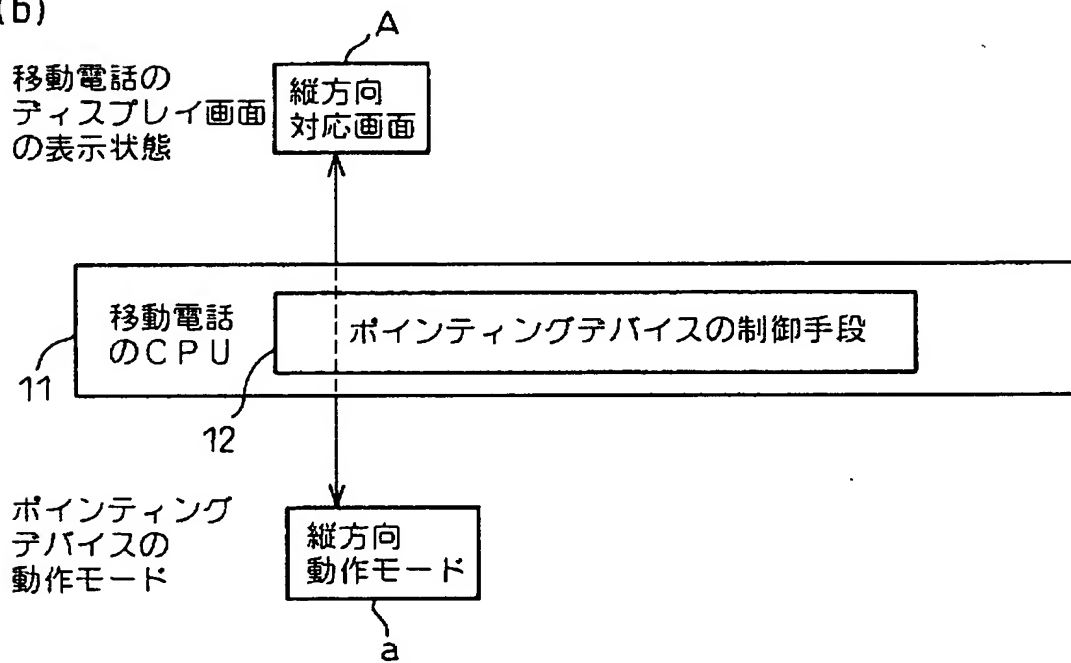 (b)
A
移動電話の
ディスプレイ画面
の表示状態
縦方向
対応画面
移動電話
のCPU
ポインティングデバイスの制御手段
11
12
ポインティング
デバイスの
動作モード
縦方向
動作モード
a